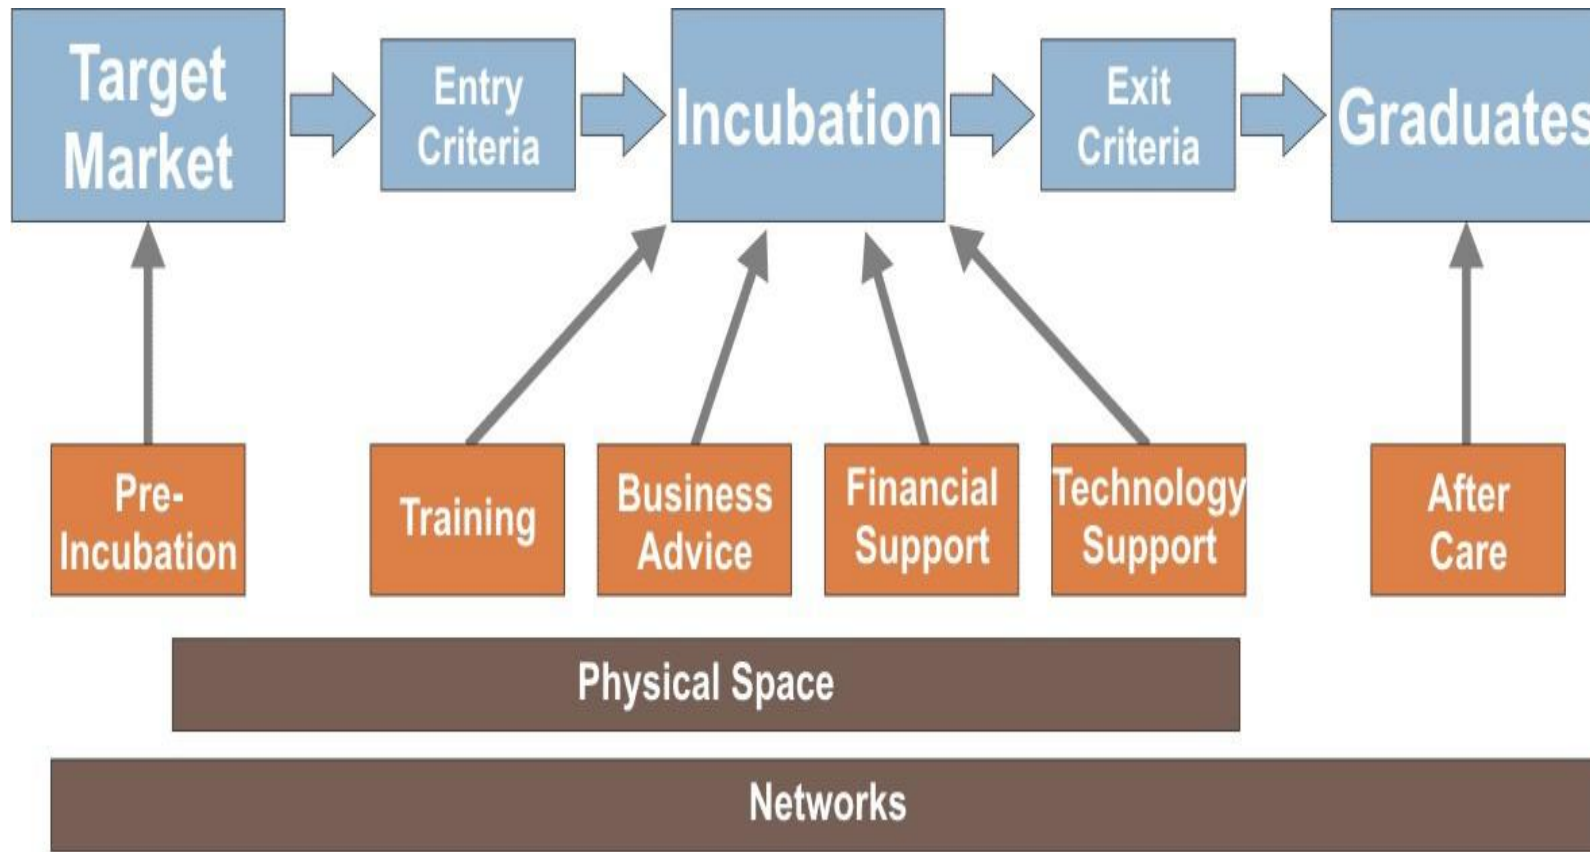 Target
Market
Entry
Criteria
Incubation
Exit
Criteria
Graduates
Pre-
Incubation
Training
Business
Advice
Financial
Support
Technology
Support
After
Care
Physical Space
Networks